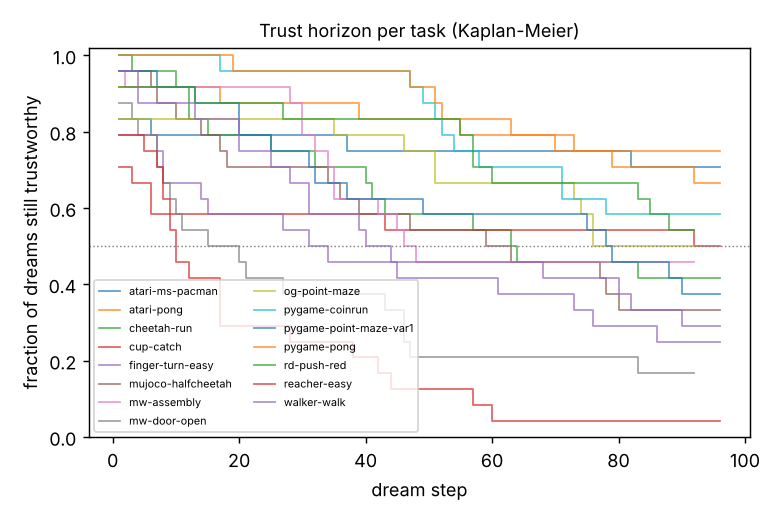 Trust horizon per task (Kaplan-Meier)
fraction of dreams still trustworthy
1.0
0.8
0.6
0.4
0.2
0.0
atari-ms-pacman
atari-pong
cheetah-run
cup-catch
finger-turn-easy
mujoco-halfcheetah
mw-assembly
mw-door-open
og-point-maze
pygame-coinrun
pygame-point-maze-var1
pygame-pong
rd-push-red
reacher-easy
walker-walk
0 20 40 60 80 100
dream step